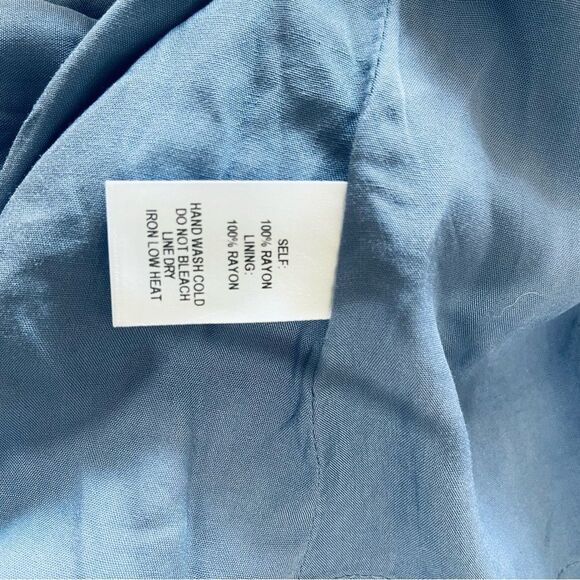 SELF:
100% RAYON
LINING:
100% RAYON
HAND WASH COLD
DO NOT BLEACH
LINE DRY
IRON LOW HEAT